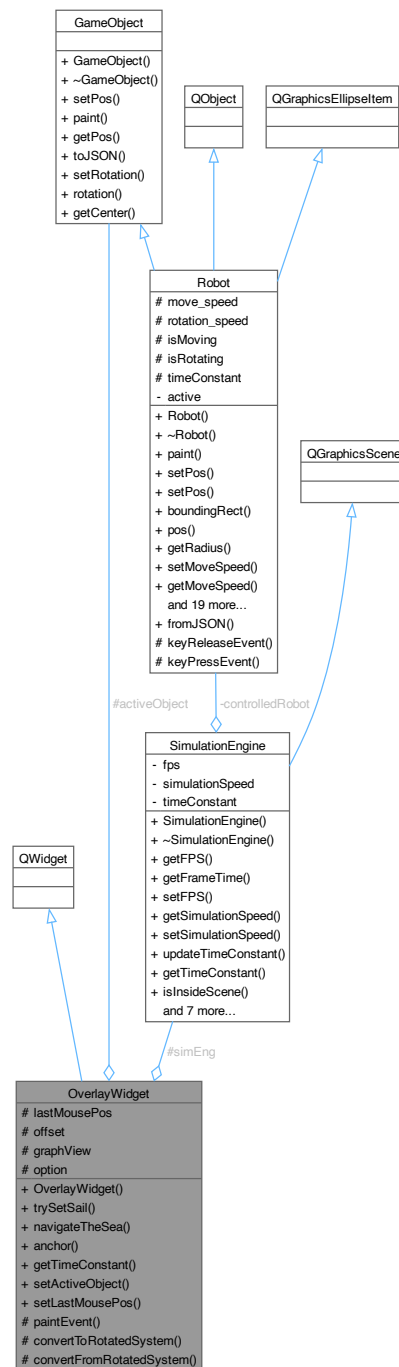 GameObject
+ GameObject()
+ ~GameObject()
+ setPos()
+ paint()
+ getPos()
+ toJSON()
+ setRotation()
+ rotation()
+ getCenter()
QObject
QGraphicsEllipseItem
Robot
# move_speed
# rotation_speed
# isMoving
# isRotating
# timeConstant
- active
+ Robot()
+ ~Robot()
+ paint()
+ setPos()
+ setPos()
+ boundingRect()
+ pos()
+ getRadius()
+ setMoveSpeed()
+ getMoveSpeed()
and 19 more...
+ fromJSON()
# keyReleaseEvent()
# keyPressEvent()
QGraphicsScene
#activeObject
-controlledRobot
SimulationEngine
- fps
- simulationSpeed
- timeConstant
+ SimulationEngine()
+ ~SimulationEngine()
+ getFPS()
+ getFrameTime()
+ setFPS()
+ getSimulationSpeed()
+ setSimulationSpeed()
+ updateTimeConstant()
+ getTimeConstant()
+ isInsideScene()
and 7 more...
QWidget
#simEng
OverlayWidget
# lastMousePos
# offset
# graphView
# option
+ OverlayWidget()
+ trySetSail()
+ navigateTheSea()
+ anchor()
+ getTimeConstant()
+ setActiveObject()
+ setLastMousePos()
# paintEvent()
# convertToRotatedSystem()
# convertFromRotatedSystem()